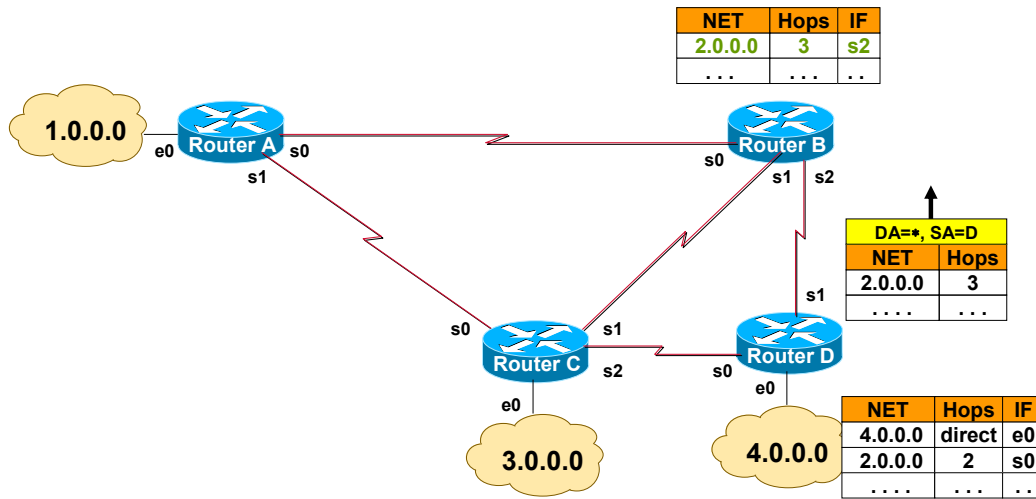 NET Hops IF
2.0.0.0 3 s2
. . . . . . . .
1.0.0.0
e0
Router A
s0
s1
s0
Router B
s1
s2
DA=*, SA=D
NET Hops
2.0.0.0 3
. . . . . . .
s1
s0
Router C
s1
s2
s0
Router D
e0
e0
3.0.0.0
4.0.0.0
NET Hops IF
4.0.0.0 direct e0
2.0.0.0 2 s0
. . . . . . . . .